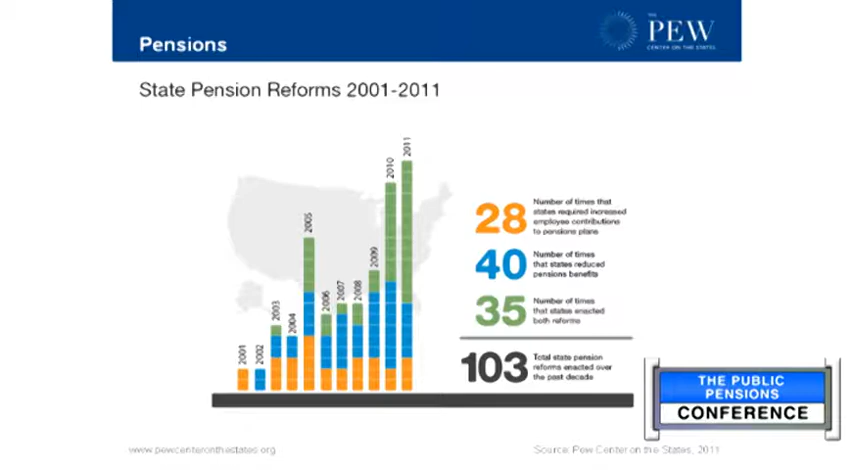 Pensions
THE
PEW
CENTER ON THE STATES
State Pension Reforms 2001-2011
2001
2002
2003
2004
2005
2006
2007
2008
2009
2010
2011
28
Number of times that
states required increased
employee contributions
to pensions plans
40
Number of times
that states reduced
pensions benefits
35
Number of times
that states enacted
both reforms
103
Total state pension
reforms enacted over
the past decade
THE PUBLIC
PENSIONS
CONFERENCE
www.pewcenteronthestates.org
Source: Pew Center on the States, 2011